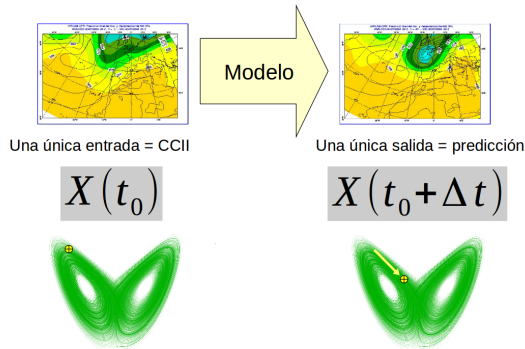 Modelo
Una única entrada = CCII
Una única salida = predicción
X(t₀)
X(t₀+Δt)